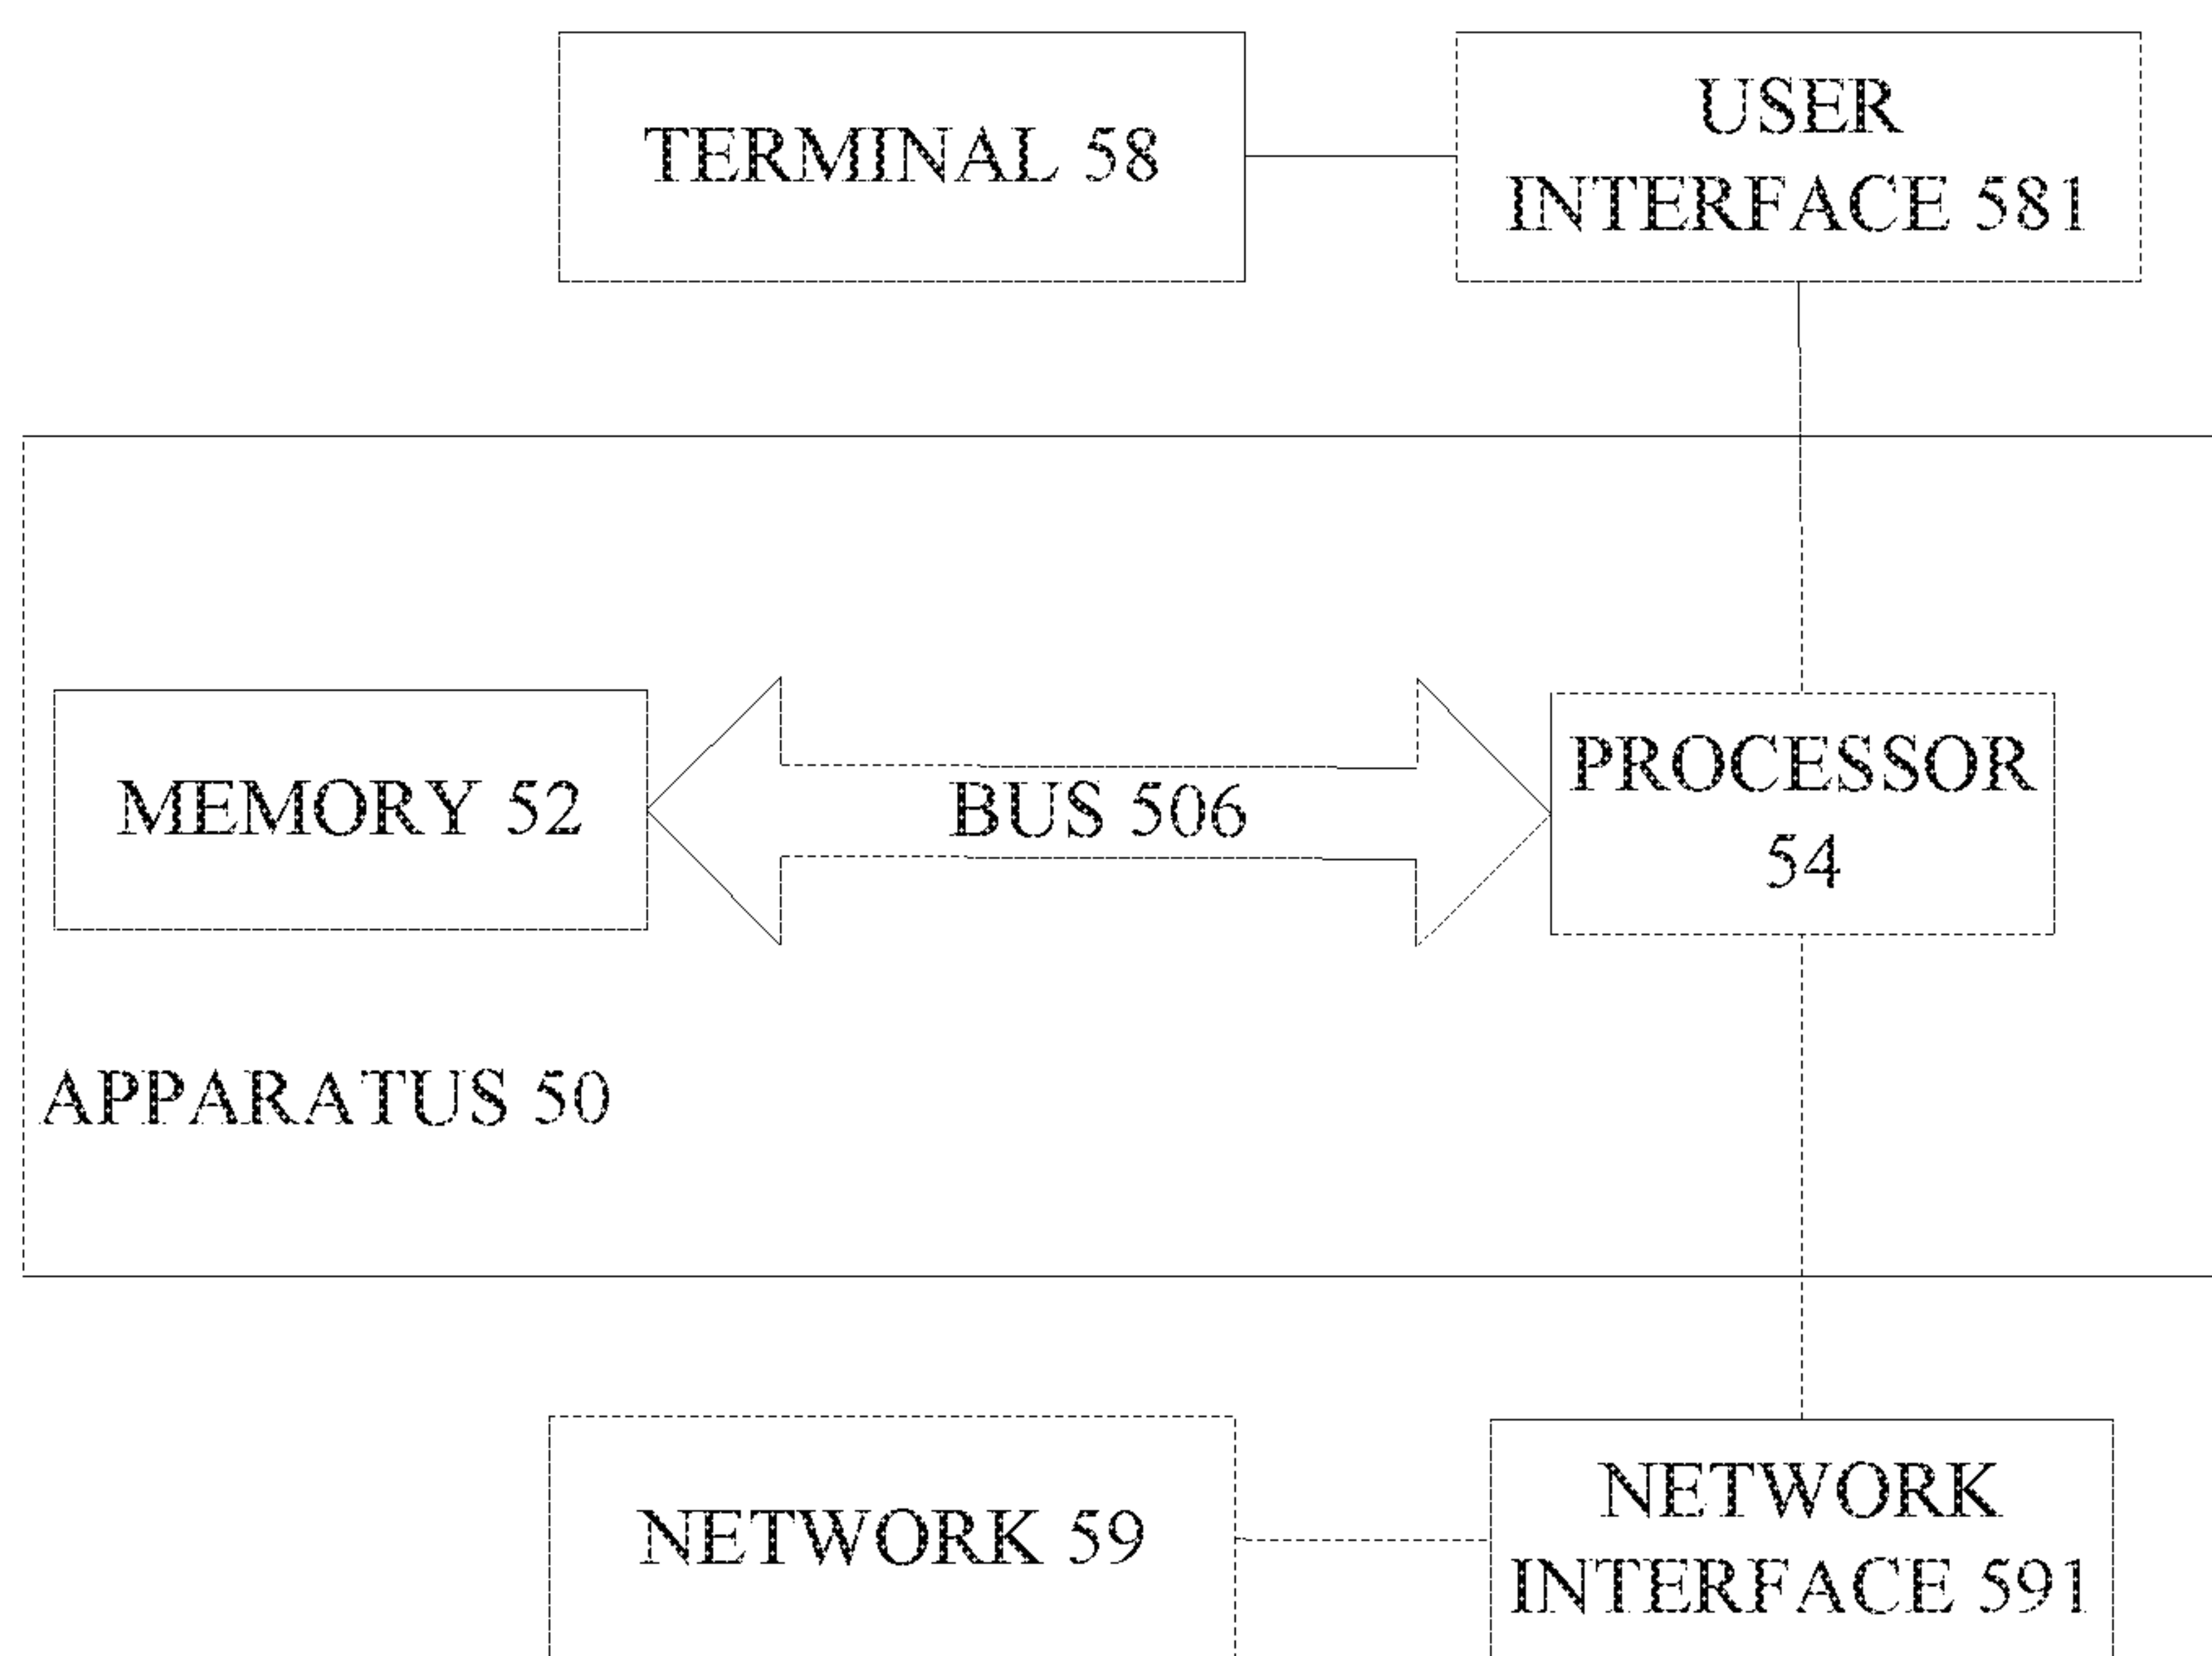 TERMINAL 58
USER
INTERFACE 581
MEMORY 52
BUS 506
PROCESSOR
54
APPARATUS 50
NETWORK 59
NETWORK
INTERFACE 591